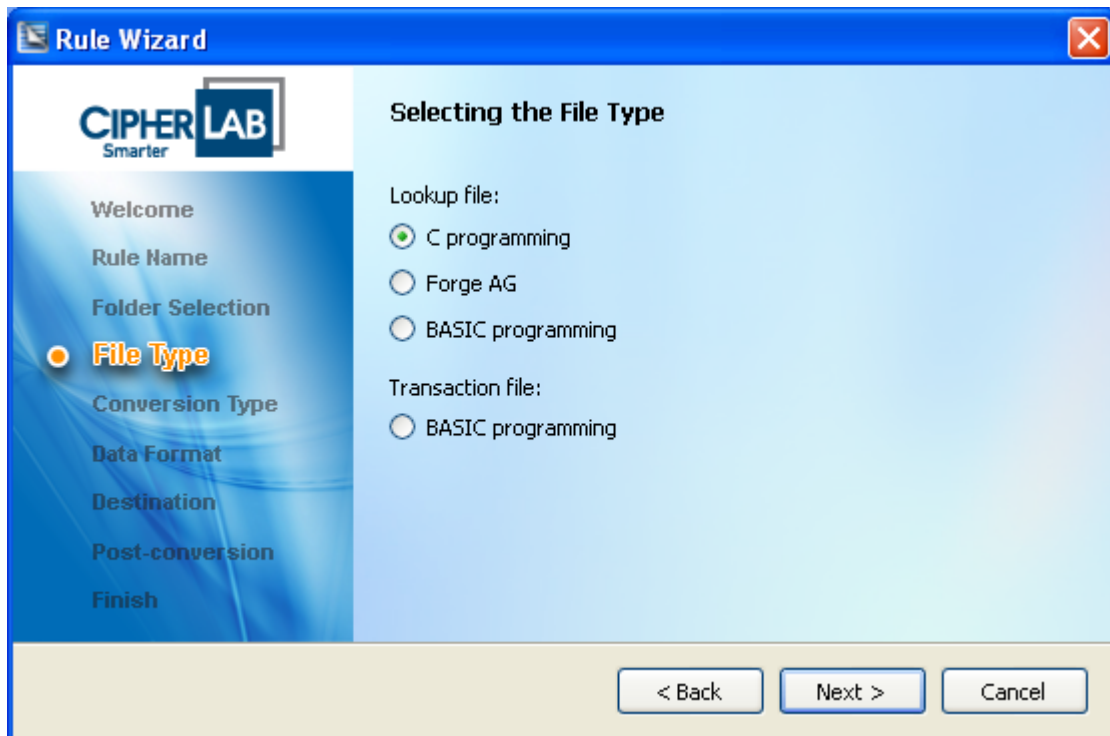 Rule Wizard
CIPHERLAB
Smarter
Welcome
Rule Name
Folder Selection
File Type
Conversion Type
Data Format
Destination
Post-conversion
Finish
Selecting the File Type
Lookup file:
C programming
Forge AG
BASIC programming
Transaction file:
BASIC programming
< Back
Next >
Cancel